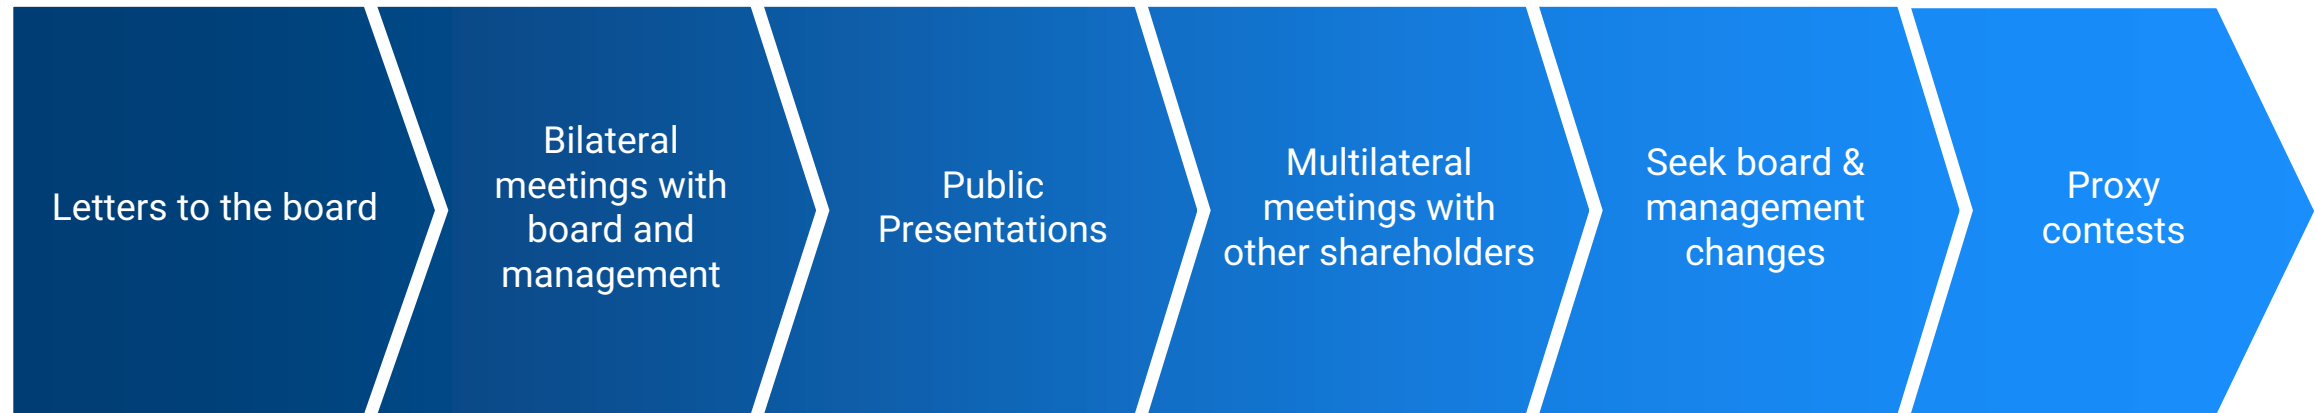 Letters to the board
Bilateral
meetings with
board and
management
Public
Presentations
Multilateral
meetings with
other shareholders
Seek board &
management
changes
Proxy
contests